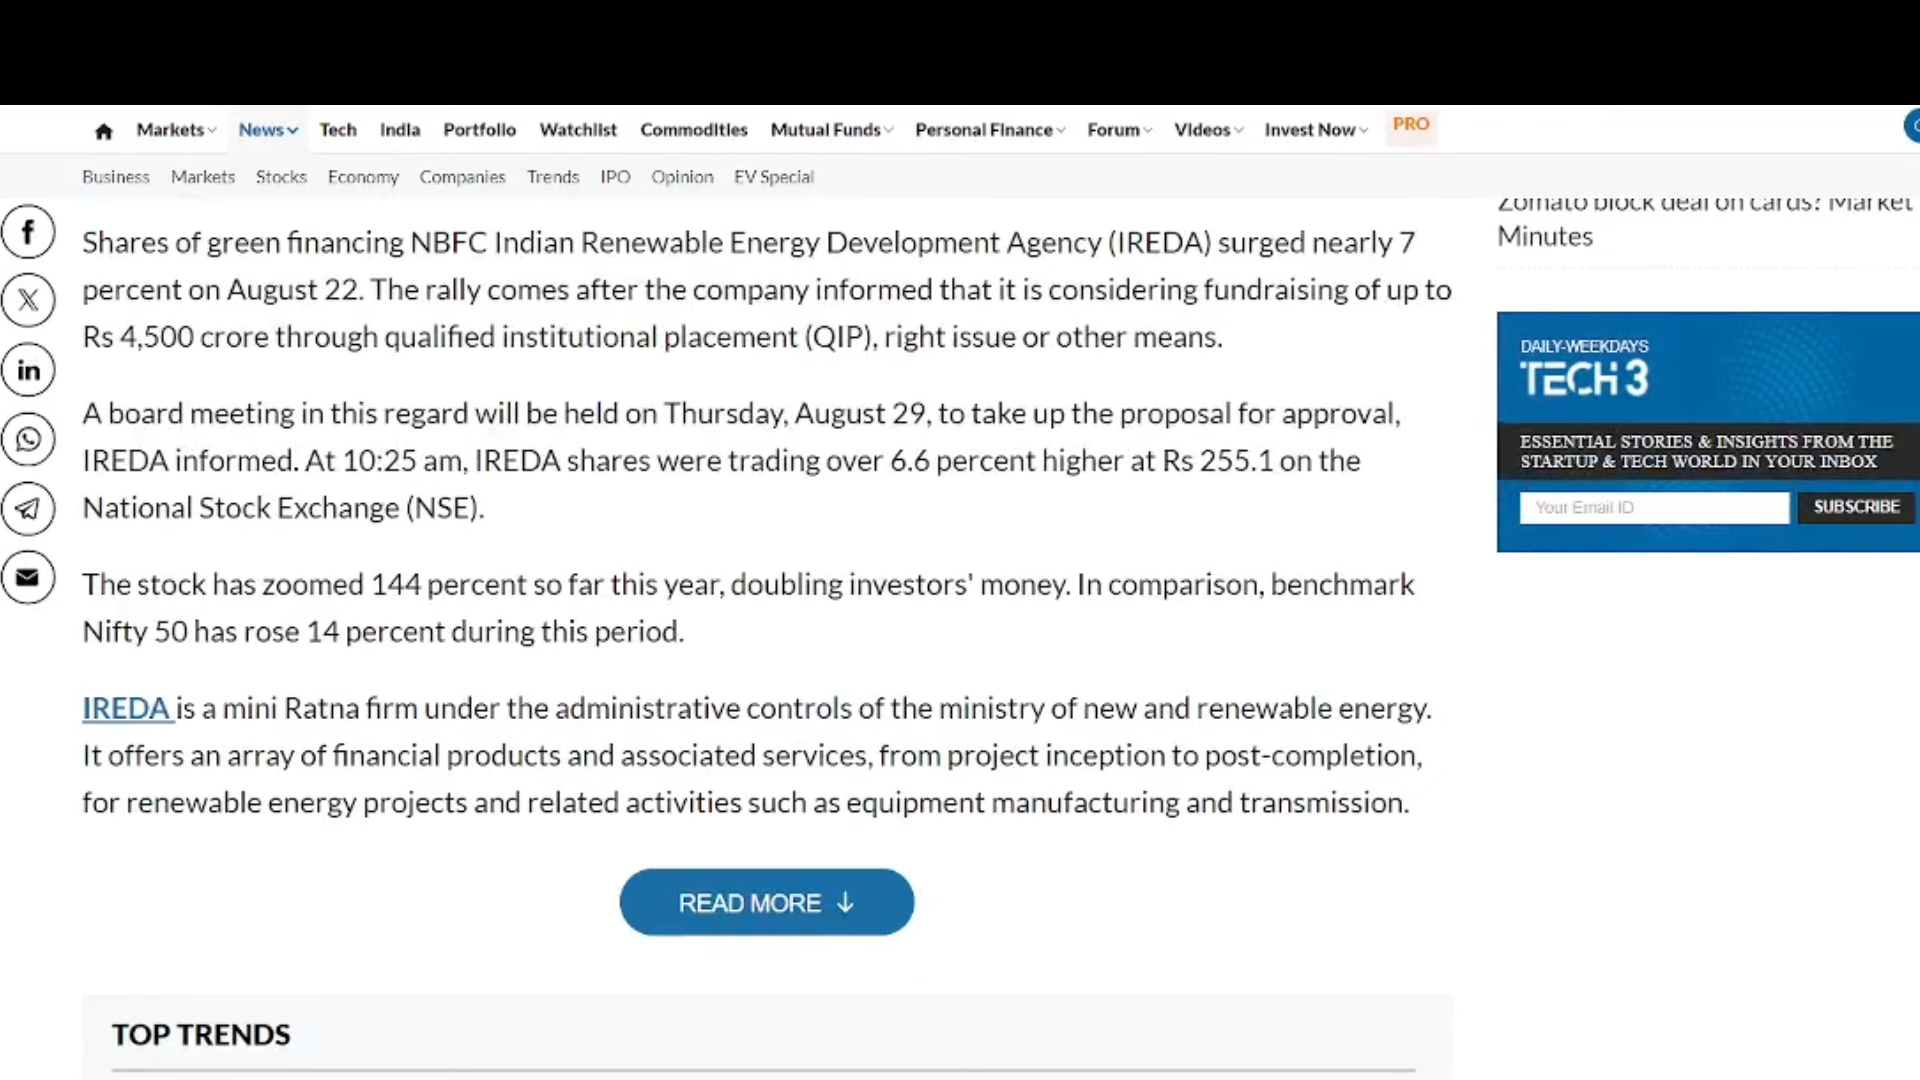 Markets News Tech India Portfolio Watchlist Commodities Mutual Funds Personal Finance Forum Videos Invest Now PRO
Business Markets Stocks Economy Companies Trends IPO Opinion EV Special
Zomato block deal on cards? Market
Minutes
Shares of green financing NBFC Indian Renewable Energy Development Agency (IREDA) surged nearly 7
percent on August 22. The rally comes after the company informed that it is considering fundraising of up to
Rs 4,500 crore through qualified institutional placement (QIP), right issue or other means.
A board meeting in this regard will be held on Thursday, August 29, to take up the proposal for approval,
IREDA informed. At 10:25 am, IREDA shares were trading over 6.6 percent higher at Rs 255.1 on the
National Stock Exchange (NSE).
The stock has zoomed 144 percent so far this year, doubling investors' money. In comparison, benchmark
Nifty 50 has rose 14 percent during this period.
IREDA is a mini Ratna firm under the administrative controls of the ministry of new and renewable energy.
It offers an array of financial products and associated services, from project inception to post-completion,
for renewable energy projects and related activities such as equipment manufacturing and transmission.
READ MORE
TOP TRENDS
DAILY-WEEKDAYS
TECH 3
ESSENTIAL STORIES & INSIGHTS FROM THE
STARTUP & TECH WORLD IN YOUR INBOX
Your Email ID SUBSCRIBE